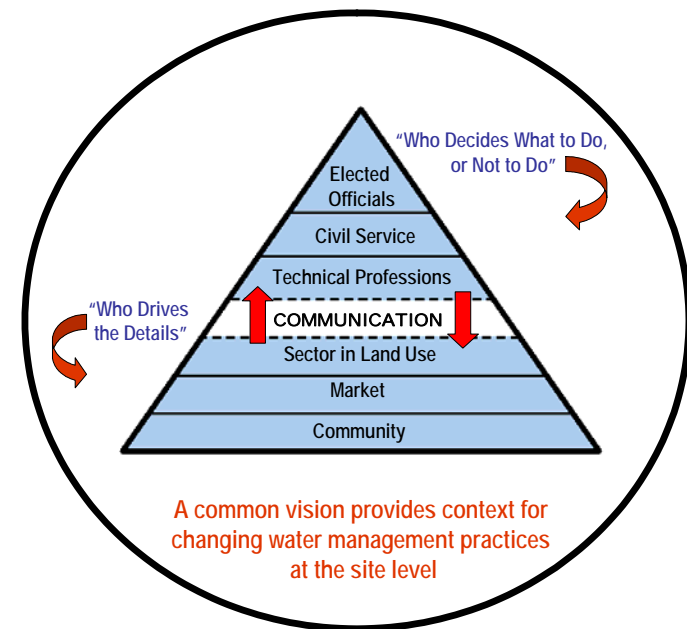 “Who Decides What to Do,
or Not to Do”
Elected
Officials
Civil Service
Technical Professions
“Who Drives
the Details”
COMMUNICATION
Sector in Land Use
Market
Community
A common vision provides context for
changing water management practices
at the site level